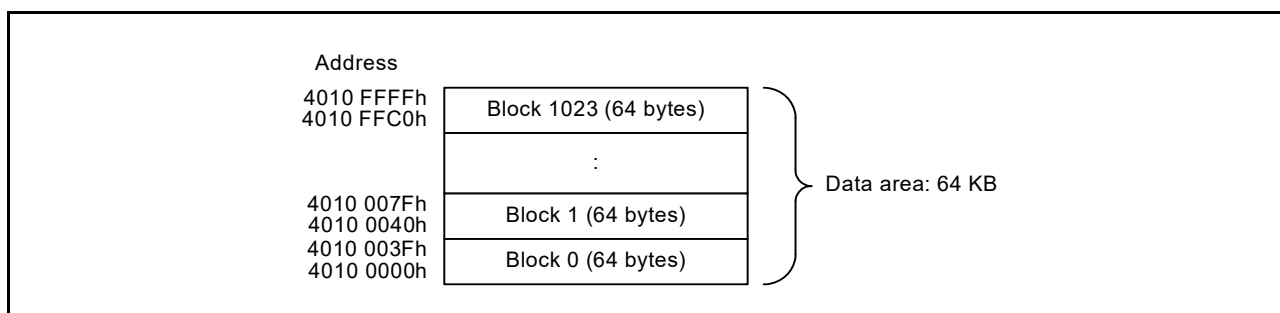 Address
4010 FFFFh
4010 FFC0h
Block 1023 (64 bytes)
:
Data area: 64 KB
4010 007Fh
4010 0040h
Block 1 (64 bytes)
4010 003Fh
4010 0000h
Block 0 (64 bytes)